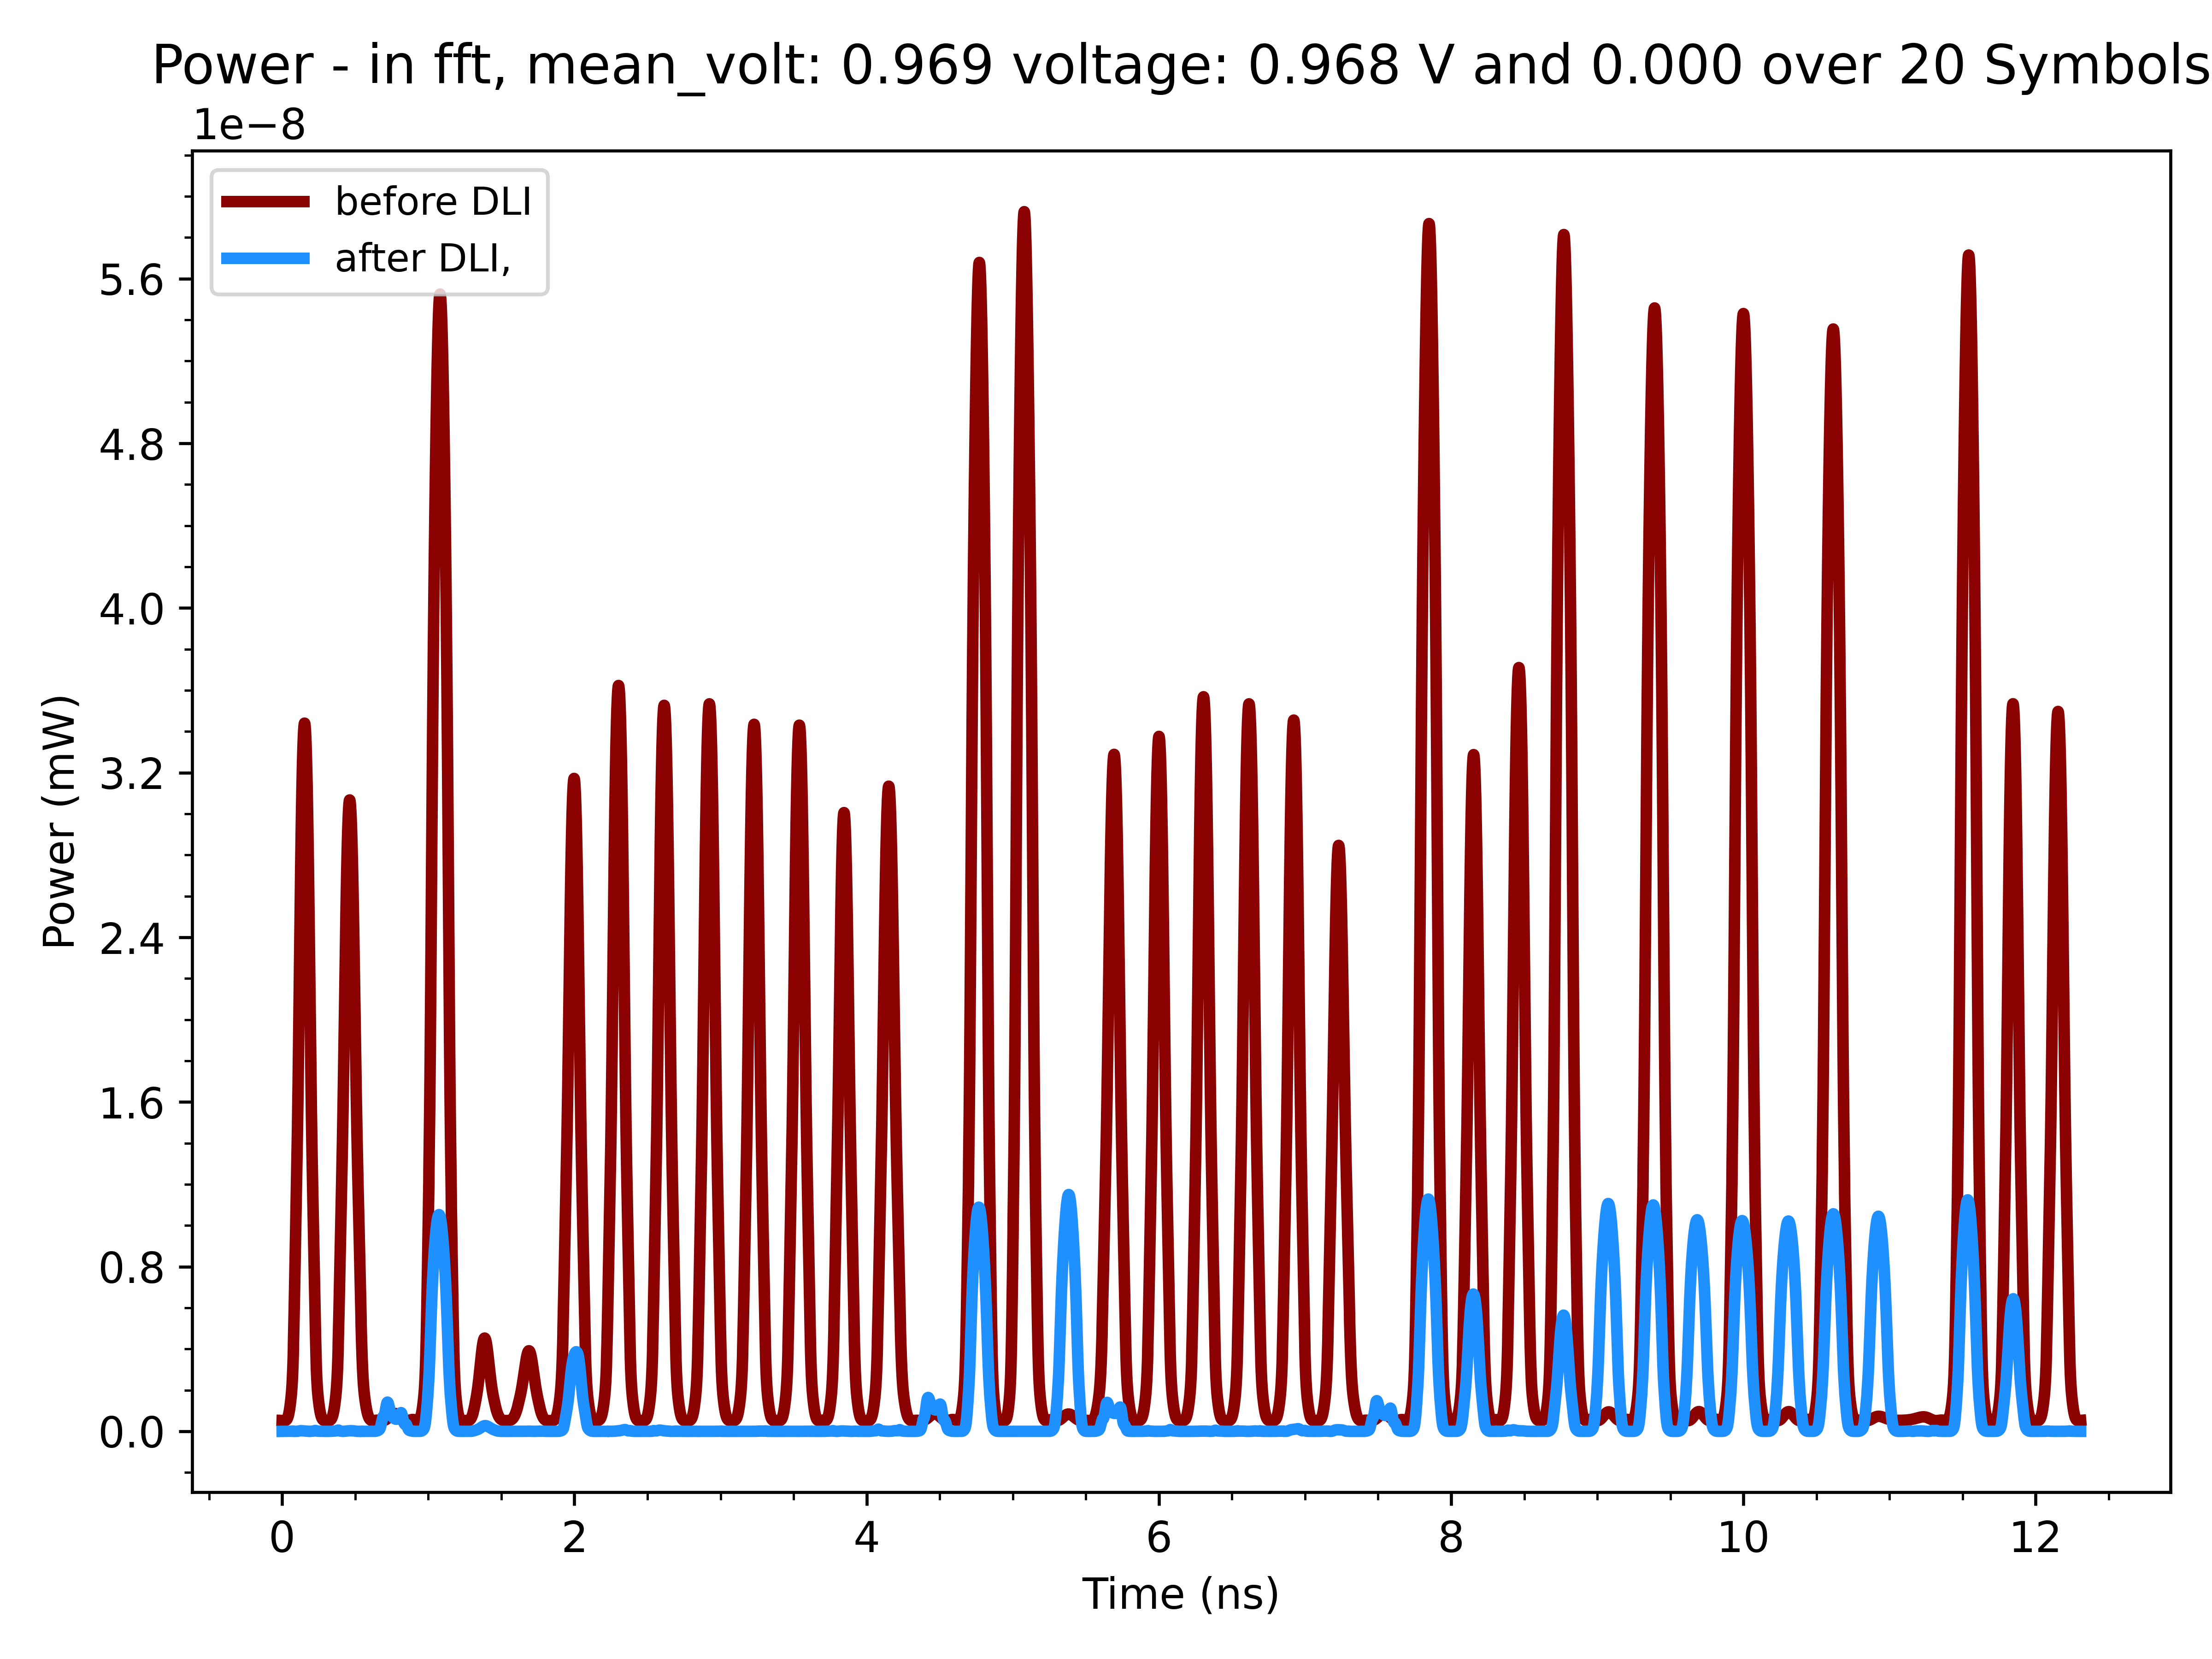 Power - in fft, mean_volt: 0.969 voltage: 0.968 V and 0.000 over 20 Symbols
1e−8
before DLI
after DLI,
5.6
4.8
4.0
3.2
2.4
1.6
0.8
0.0
Power (mW)
0 2 4 6 8 10 12
Time (ns)